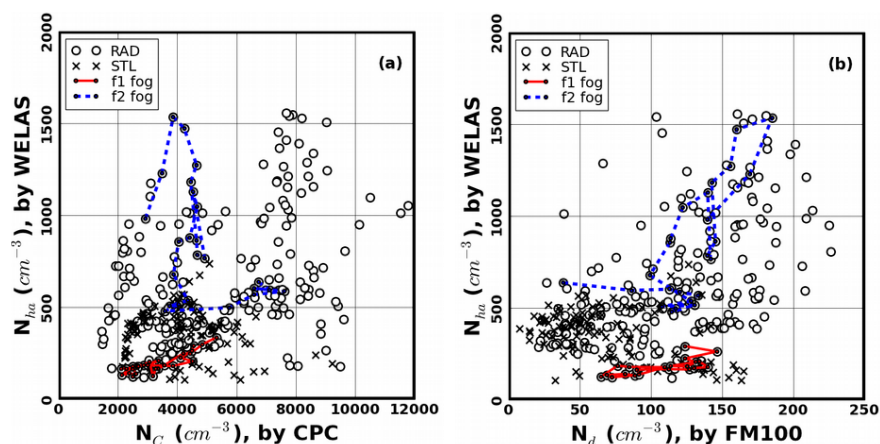 2000
1500
1000
500
0
N_ha (cm^-3), by WELAS
RAD
STL
f1 fog
f2 fog
(a)
0 2000 4000 6000 8000 10000 12000
N_C (cm^-3), by CPC
2000
1500
1000
500
0
N_ha (cm^-3), by WELAS
RAD
STL
f1 fog
f2 fog
(b)
0 50 100 150 200 250
N_d (cm^-3), by FM100